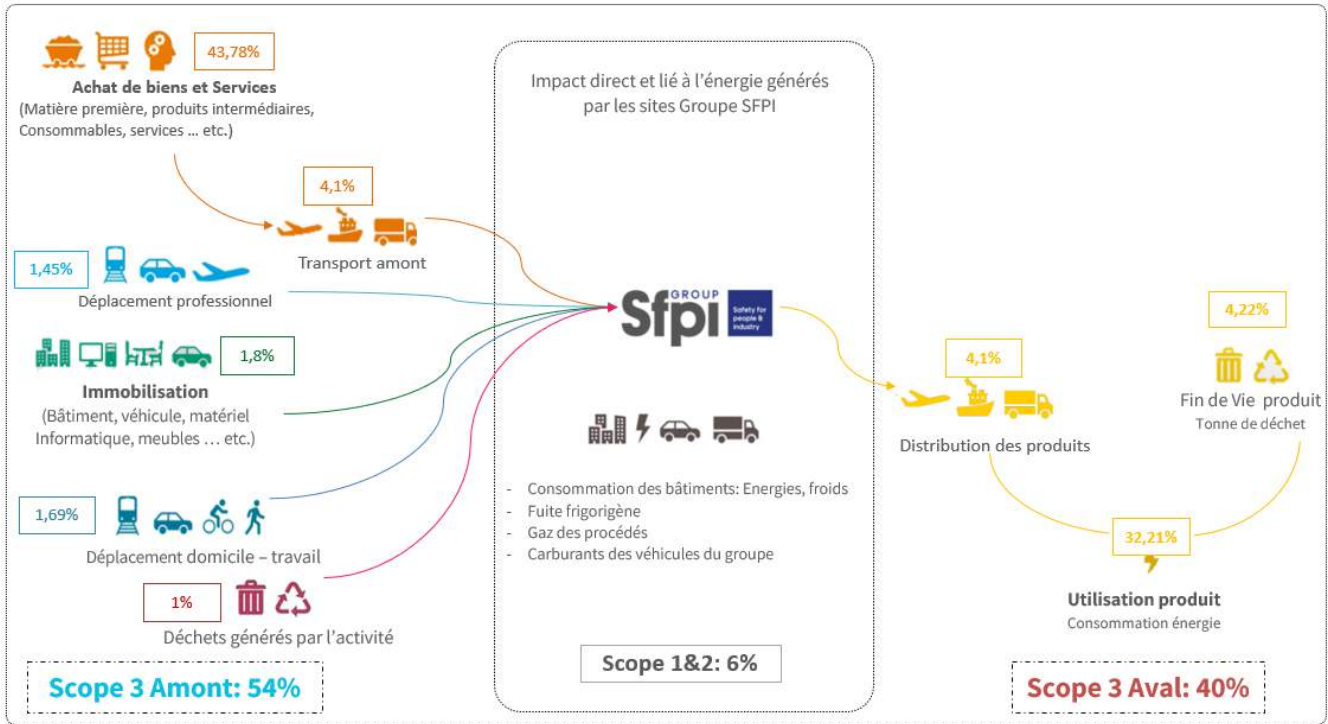 43,78%
Achat de biens et Services
(Matière première, produits intermédiaires,
Consommables, services ... etc.)
4,1%
Transport amont
1,45%
Déplacement professionnel
1,8%
Immobilisation
(Bâtiment, véhicule, matériel
Informatique, meubles ... etc.)
1,69%
Déplacement domicile – travail
1%
Déchets générés par l'activité
Scope 3 Amont: 54%
Impact direct et lié à l'énergie générés
par les sites Groupe SFPI
GROUP
Sfpi
Safety for
people &
industry
- Consommation des bâtiments: Energies, froids
- Fuite frigorigène
- Gaz des procédés
- Carburants des véhicules du groupe
Scope 1&2: 6%
4,1%
Distribution des produits
4,22%
Fin de Vie produit
Tonne de déchet
32,21%
Utilisation produit
Consommation énergie
Scope 3 Aval: 40%